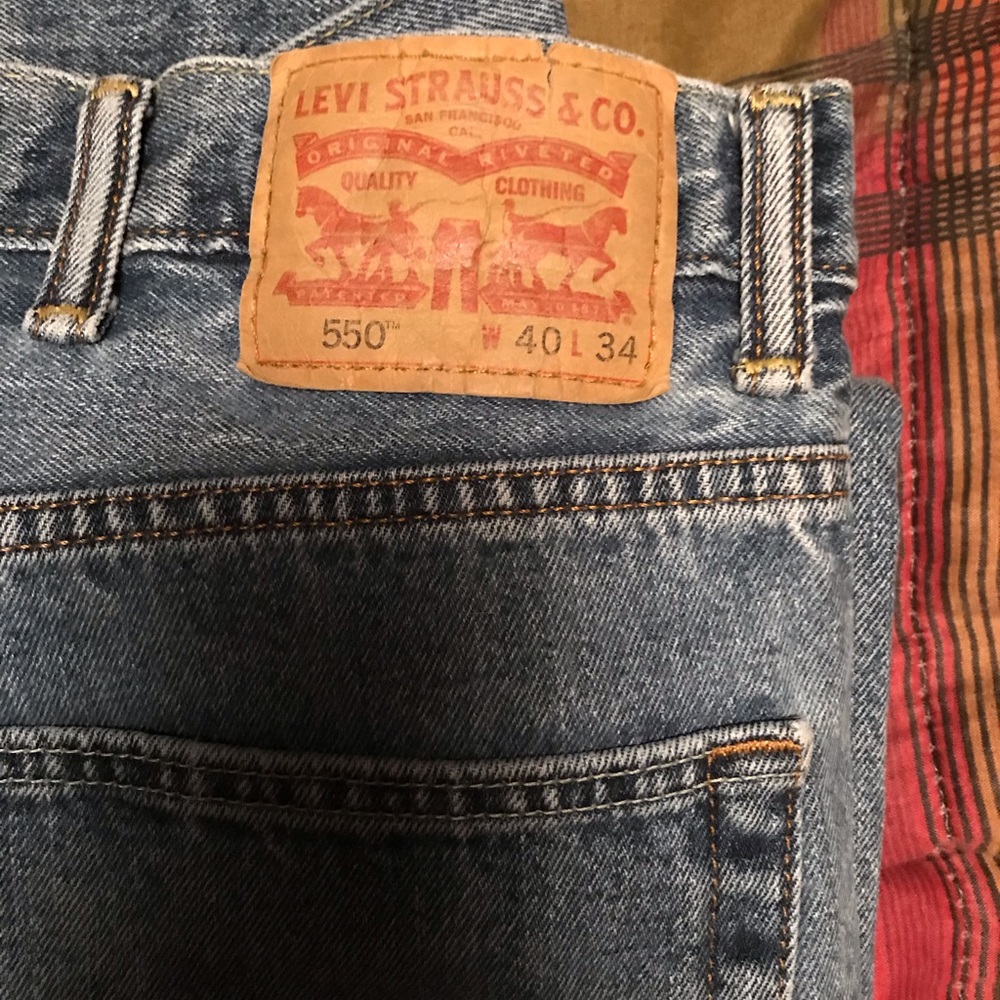 LEVI STRAUSS & CO.
SAN FRANCISCO
CAL.
ORIGINAL RIVETED
QUALITY CLOTHING
550™ W 40 L 34